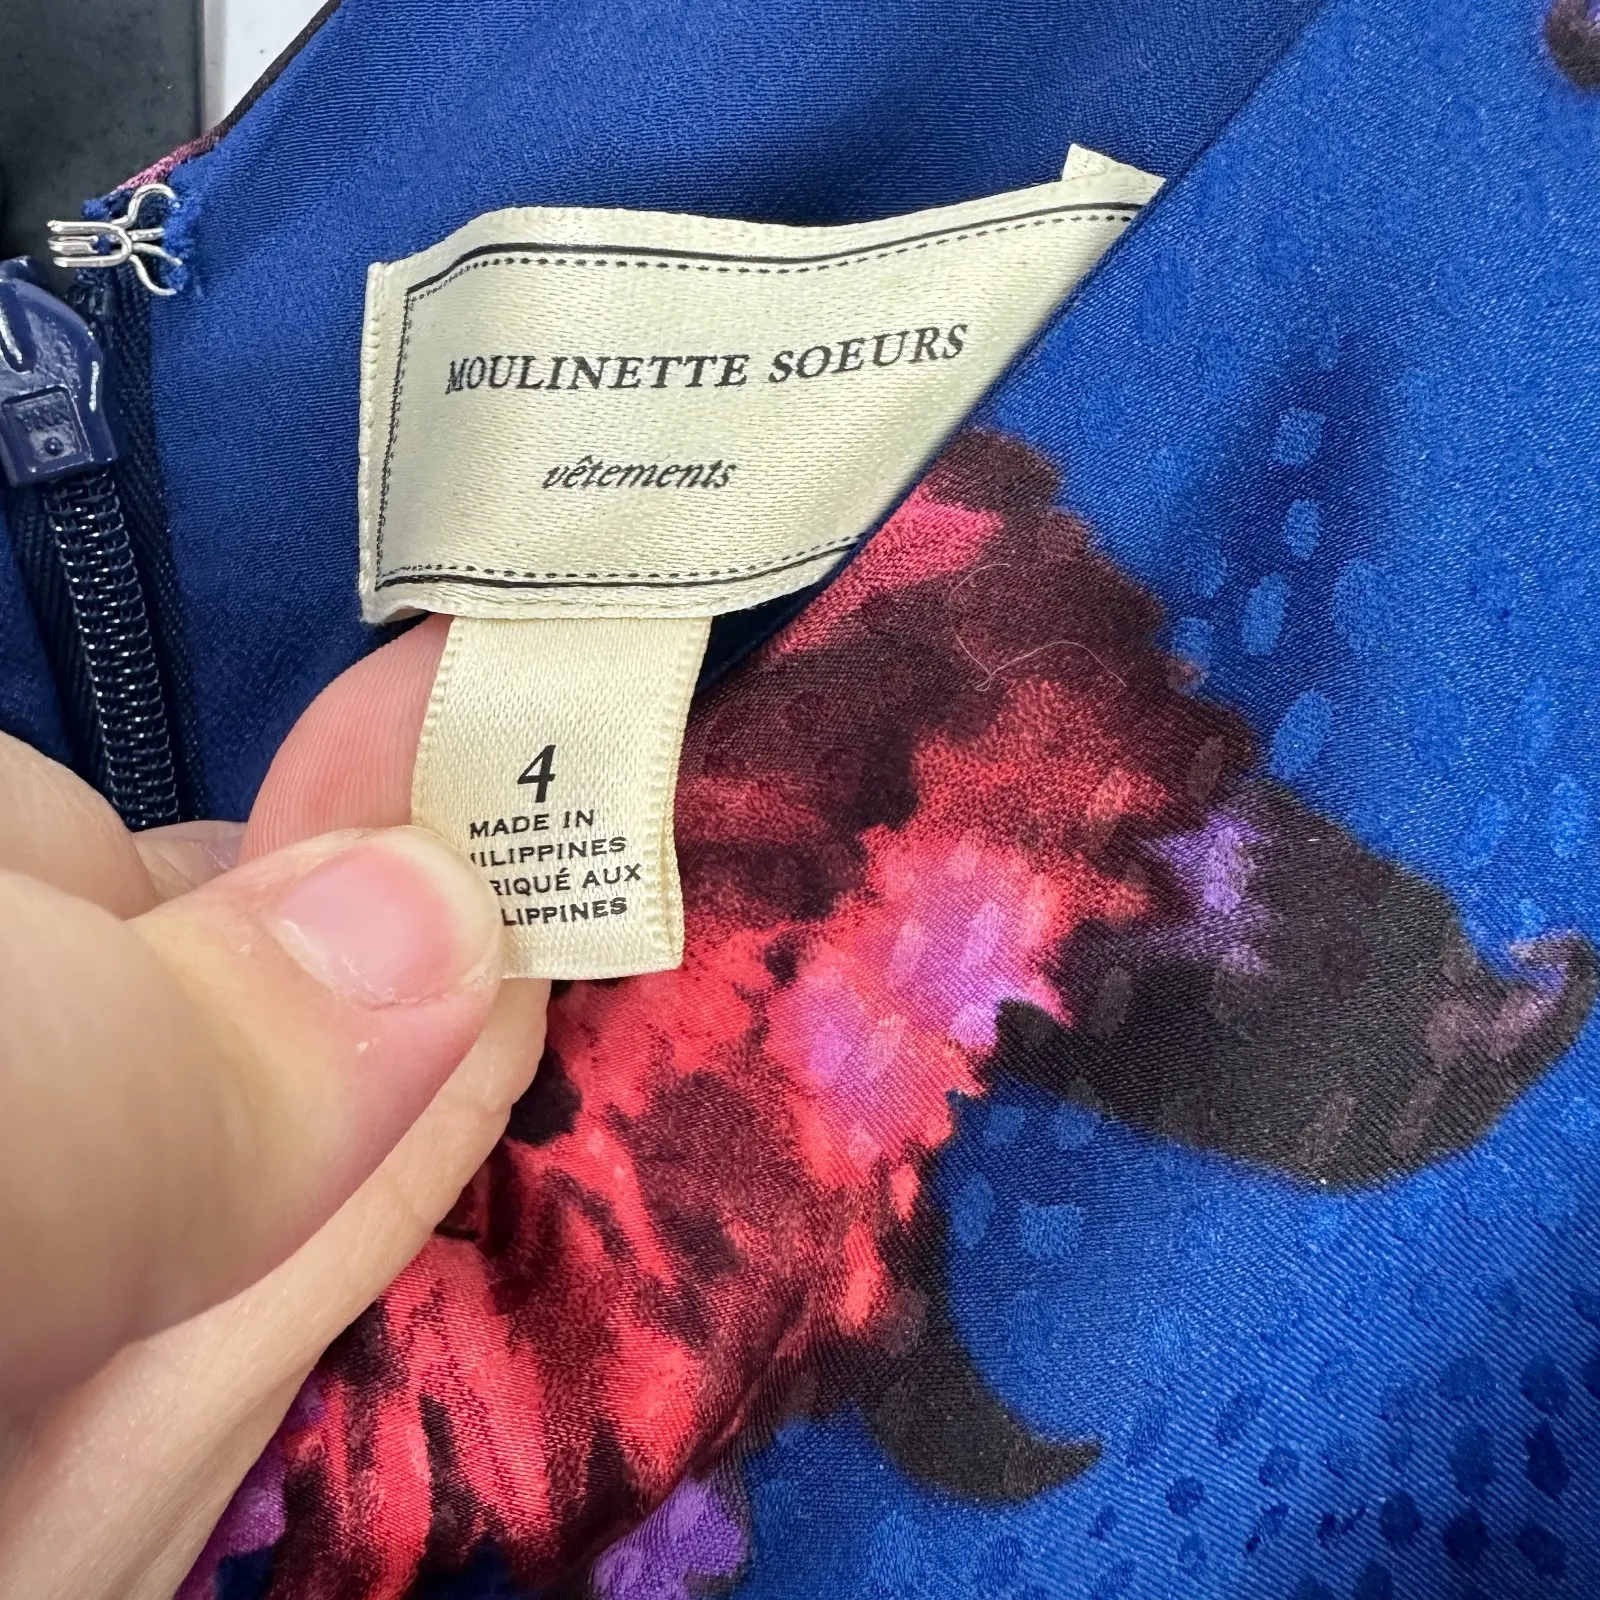 MOULINETTE SOEURS
vêtements
4
MADE IN
ILIPPINES
RIQUÉ AUX
LIPPINES